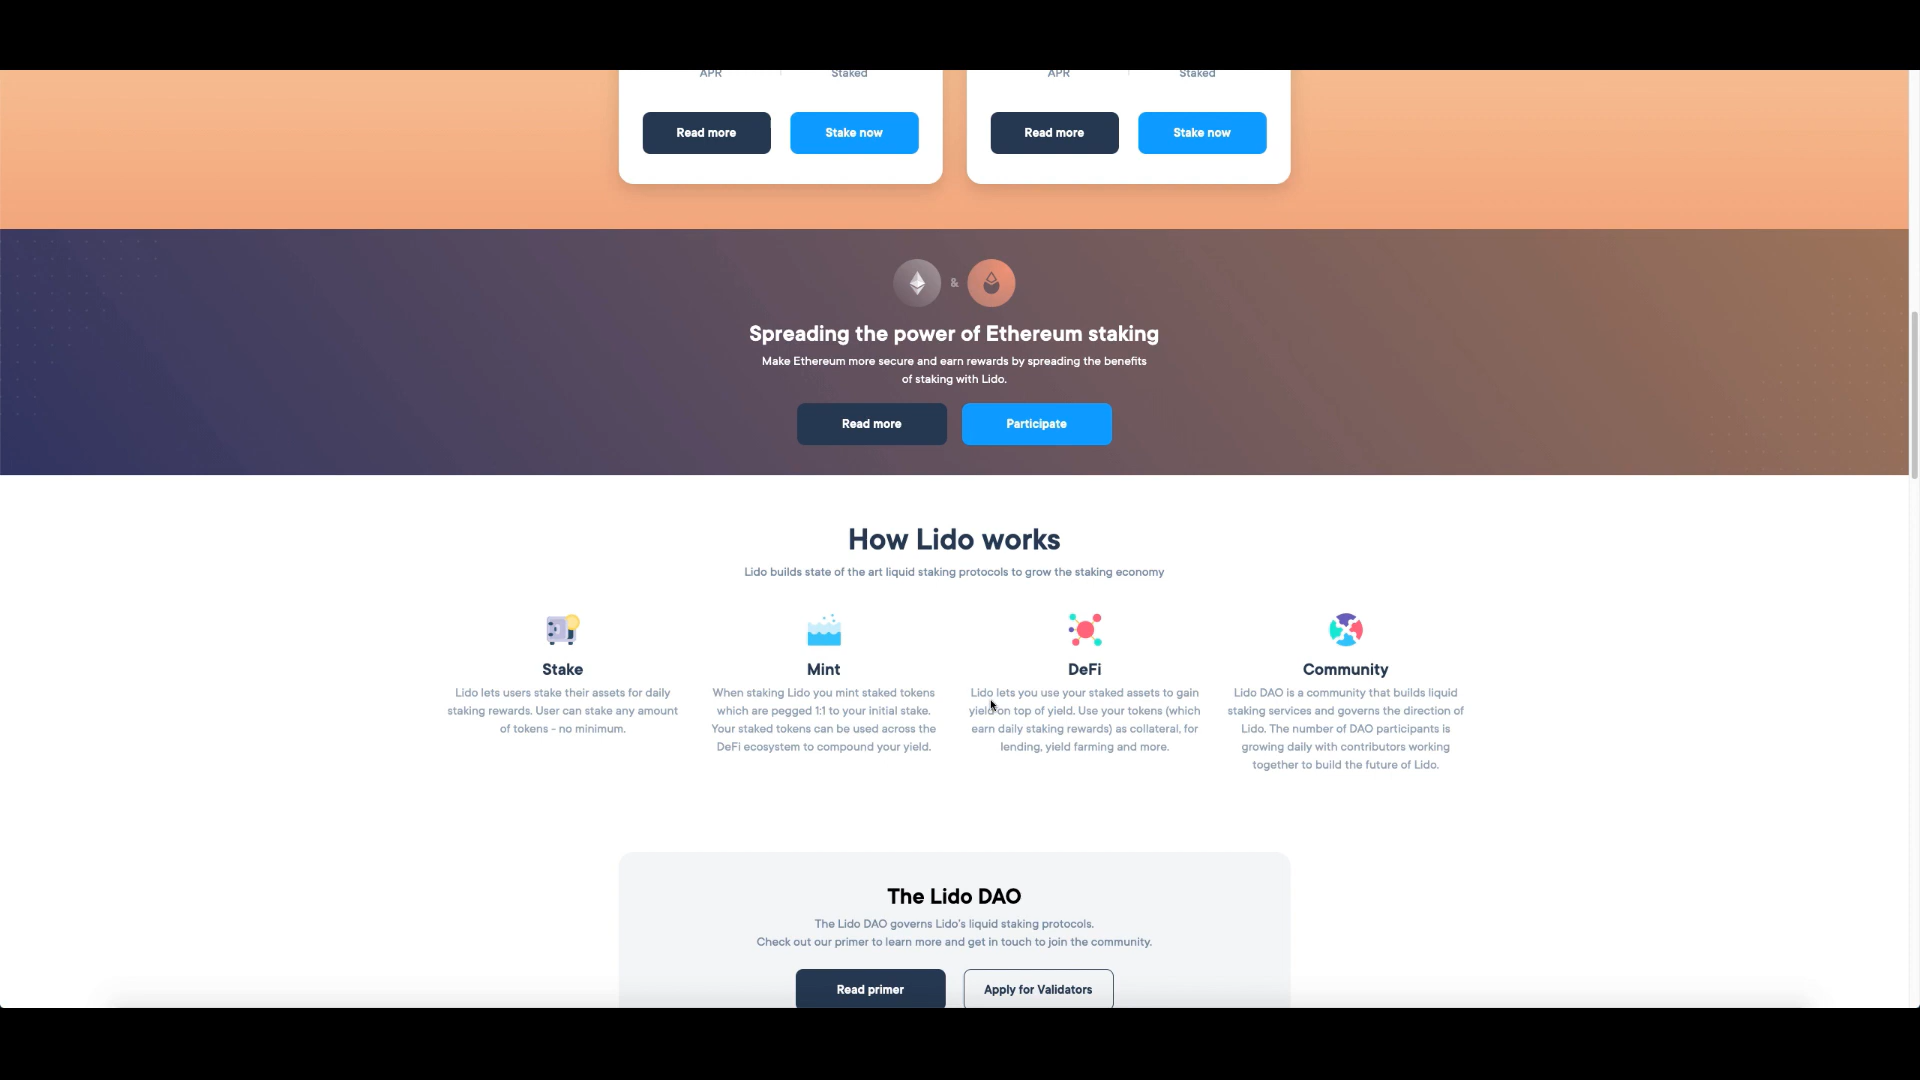 APR
Staked
APR
Staked
Read more
Stake now
Read more
Stake now
&
Spreading the power of Ethereum staking
Make Ethereum more secure and earn rewards by spreading the benefits
of staking with Lido.
Read more
Participate
How Lido works
Lido builds state of the art liquid staking protocols to grow the staking economy
Stake
Lido lets users stake their assets for daily
staking rewards. User can stake any amount
of tokens - no minimum.
Mint
When staking Lido you mint staked tokens
which are pegged 1:1 to your initial stake.
Your staked tokens can be used across the
DeFi ecosystem to compound your yield.
DeFi
Lido lets you use your staked assets to gain
yield on top of yield. Use your tokens (which
earn daily staking rewards) as collateral, for
lending, yield farming and more.
Community
Lido DAO is a community that builds liquid
staking services and governs the direction of
Lido. The number of DAO participants is
growing daily with contributors working
together to build the future of Lido.
The Lido DAO
The Lido DAO governs Lido's liquid staking protocols.
Check out our primer to learn more and get in touch to join the community.
Read primer
Apply for Validators